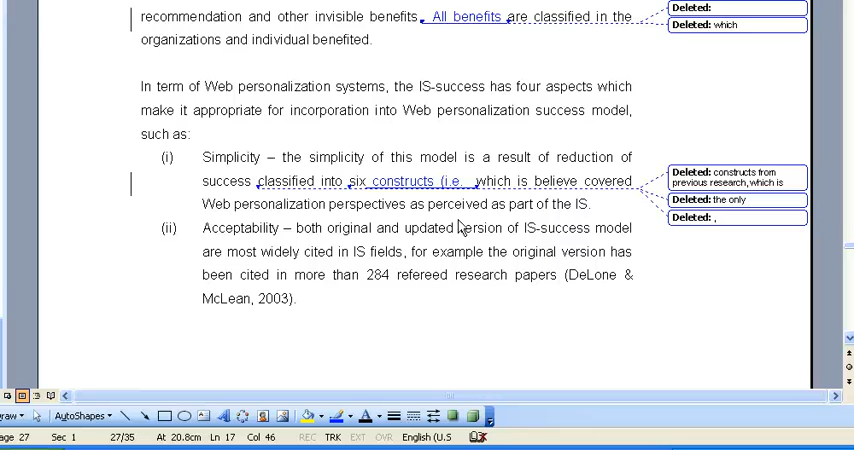 recommendation and other invisible benefits. All benefits are classified in the
Deleted:
Deleted: which
organizations and individual benefited.
In term of Web personalization systems, the IS-success has four aspects which
make it appropriate for incorporation into Web personalization success model,
such as:
(i) Simplicity – the simplicity of this model is a result of reduction of
success classified into six constructs (i.e. which is believe covered
Web personalization perspectives as perceived as part of the IS.
Deleted: constructs from
previous research, which is
Deleted: the only
Deleted: ,
(ii) Acceptability – both original and updated version of IS-success model
are most widely cited in IS fields, for example the original version has
been cited in more than 284 refereed research papers (DeLone &
McLean, 2003).
raw AutoShapes
age 27 Sec 1 27/35 At 20.8cm Ln 17 Col 46 REC TRK EXT OVR English (U.S